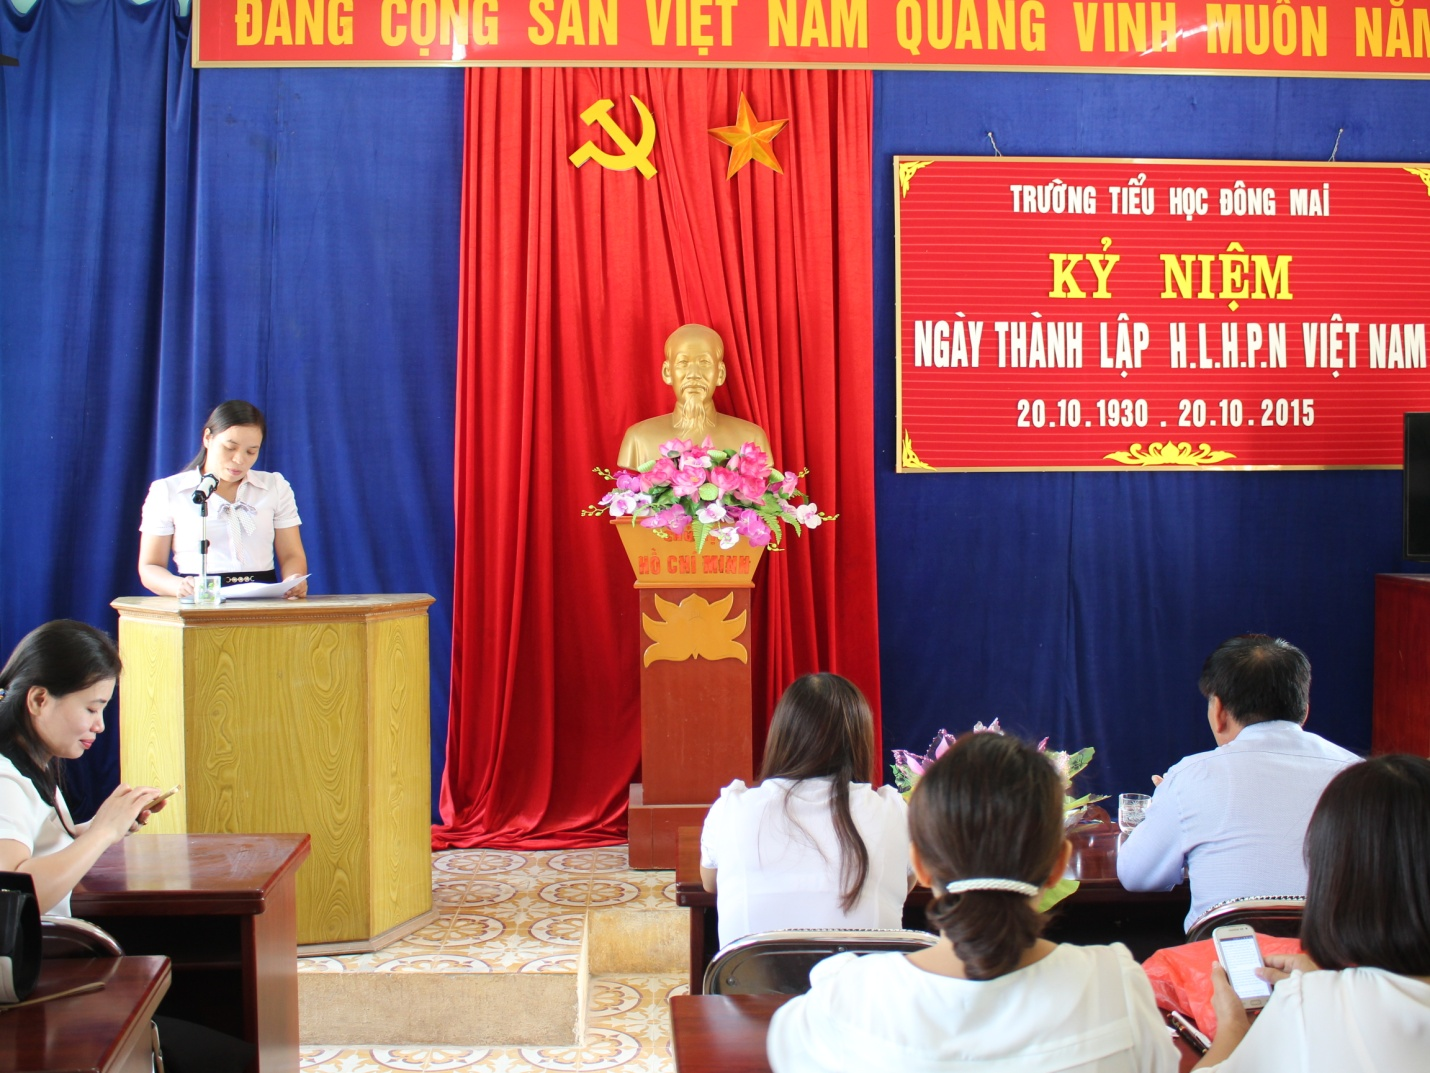 ĐẢNG CỘNG SẢN VIỆT NAM QUANG VINH MUÔN NĂM
TRƯỜNG TIỂU HỌC ĐÔNG MAI
KỶ NIỆM
NGÀY THÀNH LẬP H.L.H.P.N VIỆT NAM
20.10.1930 . 20.10.2015
HỒ CHÍ MINH